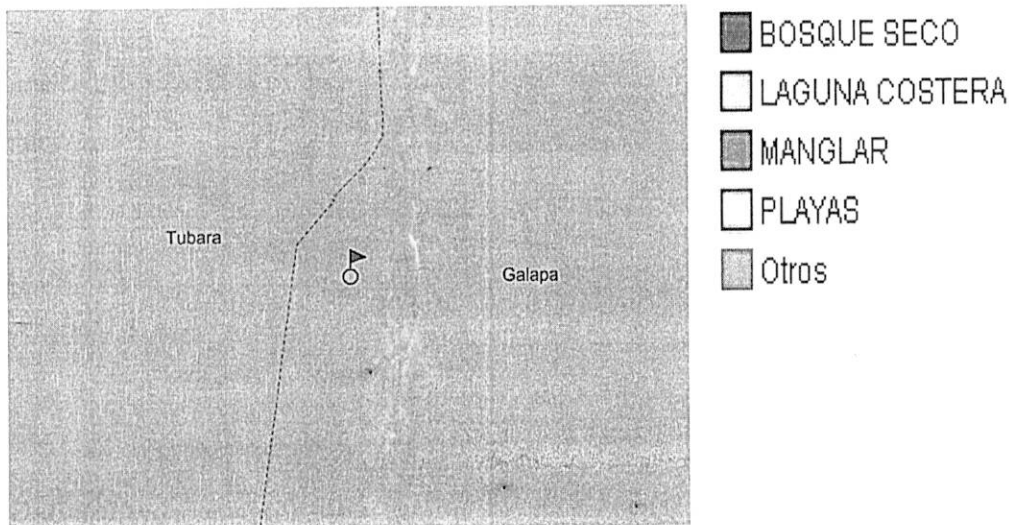 Tubara
Galapa
BOSQUE SECO
LAGUNA COSTERA
MANGLAR
PLAYAS
Otros